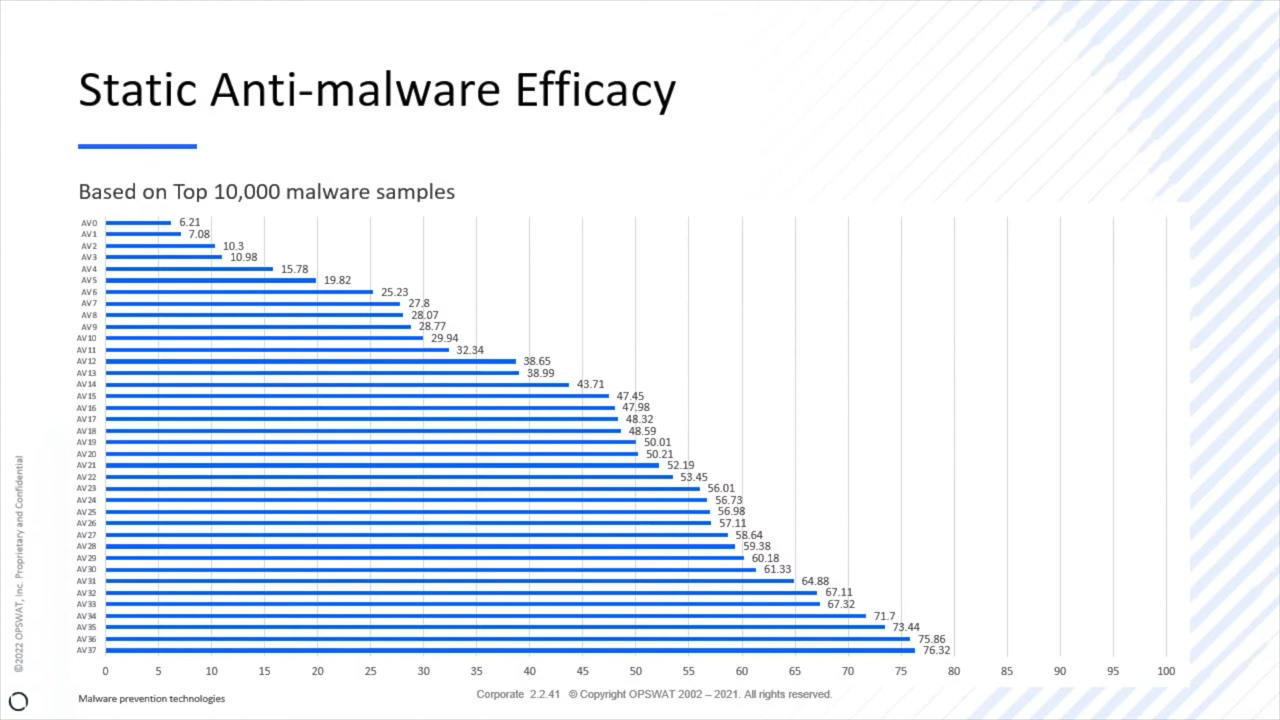 Static Anti-malware Efficacy
Based on Top 10,000 malware samples
AV0 6.21
AV1 7.08
AV2 10.3
AV3 10.98
AV4 15.78
AV5 19.82
AV6 25.23
AV7 27.8
AV8 28.07
AV9 28.77
AV10 29.94
AV11 32.34
AV12 38.65
AV13 38.99
AV14 43.71
AV15 47.45
AV16 47.98
AV17 48.32
AV18 48.59
AV19 50.01
AV20 50.21
AV21 52.19
AV22 53.45
AV23 56.01
AV24 56.73
AV25 56.98
AV26 57.11
AV27 58.64
AV28 59.38
AV29 60.18
AV30 61.33
AV31 64.88
AV32 67.11
AV33 67.32
AV34 71.7
AV35 73.44
AV36 75.86
AV37 76.32
0 5 10 15 20 25 30 35 40 45 50 55 60 65 70 75 80 85 90 95 100
©2022 OPSWAT, Inc. Proprietary and Confidential
Malware prevention technologies
Corporate 2.2.41 © Copyright OPSWAT 2002 – 2021. All rights reserved.